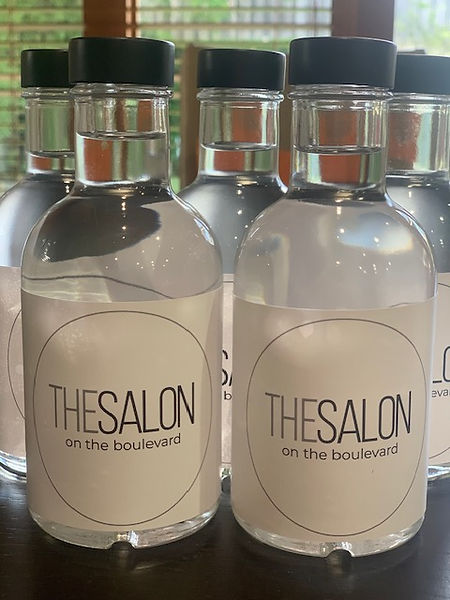 THESALON
on the boulevard
THESALON
on the boulevard